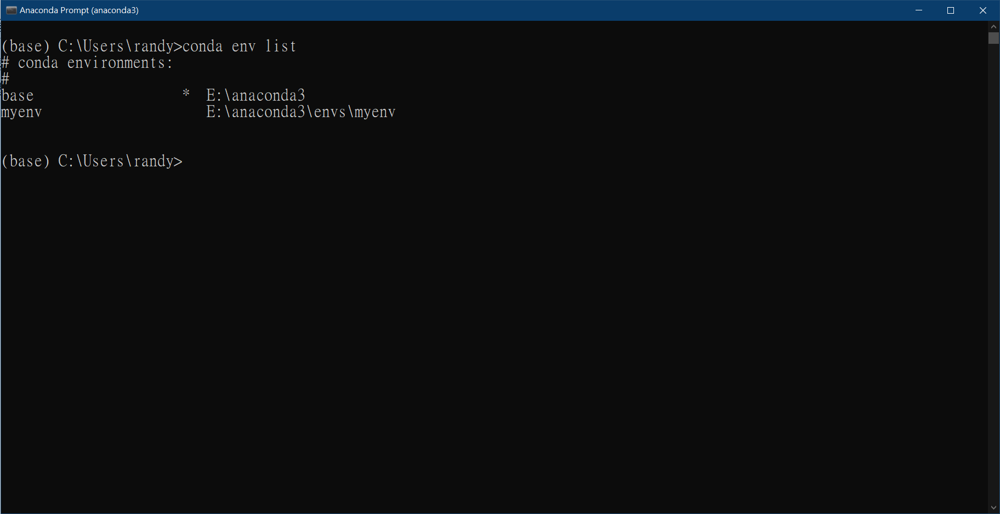 Anaconda Prompt (anaconda3)
(base) C:\Users\randy>conda env list
# conda environments:
#
base                  *  E:\anaconda3
myenv                    E:\anaconda3\envs\myenv
(base) C:\Users\randy>